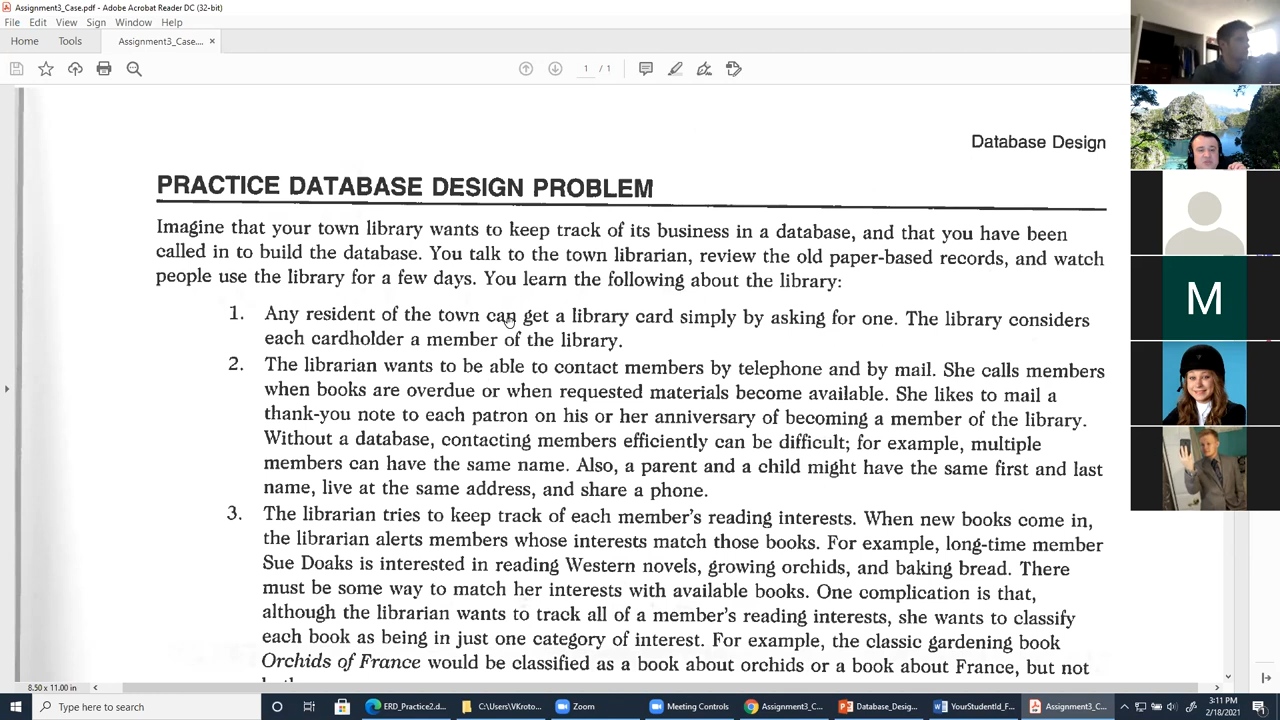 Assignment3_Case.pdf - Adobe Acrobat Reader DC (32-bit)
File Edit View Sign Window Help
Home Tools Assignment3_Case.... ×
1 / 1
Database Design
PRACTICE DATABASE DESIGN PROBLEM
Imagine that your town library wants to keep track of its business in a database, and that you have been
called in to build the database. You talk to the town librarian, review the old paper-based records, and watch
people use the library for a few days. You learn the following about the library:
1. Any resident of the town can get a library card simply by asking for one. The library considers
each cardholder a member of the library.
2. The librarian wants to be able to contact members by telephone and by mail. She calls members
when books are overdue or when requested materials become available. She likes to mail a
thank-you note to each patron on his or her anniversary of becoming a member of the library.
Without a database, contacting members efficiently can be difficult; for example, multiple
members can have the same name. Also, a parent and a child might have the same first and last
name, live at the same address, and share a phone.
3. The librarian tries to keep track of each member's reading interests. When new books come in,
the librarian alerts members whose interests match those books. For example, long-time member
Sue Doaks is interested in reading Western novels, growing orchids, and baking bread. There
must be some way to match her interests with available books. One complication is that,
although the librarian wants to track all of a member's reading interests, she wants to classify
each book as being in just one category of interest. For example, the classic gardening book
Orchids of France would be classified as a book about orchids or a book about France, but not
8.50 x 11.00 in
M
Type here to search
ERD_Practice2.d...
C:\Users\VKroto...
Zoom
Meeting Controls
Assignment3_C...
Database_Desig...
YourStudentId_F...
Assignment3_C...
3:11 PM
2/18/2021